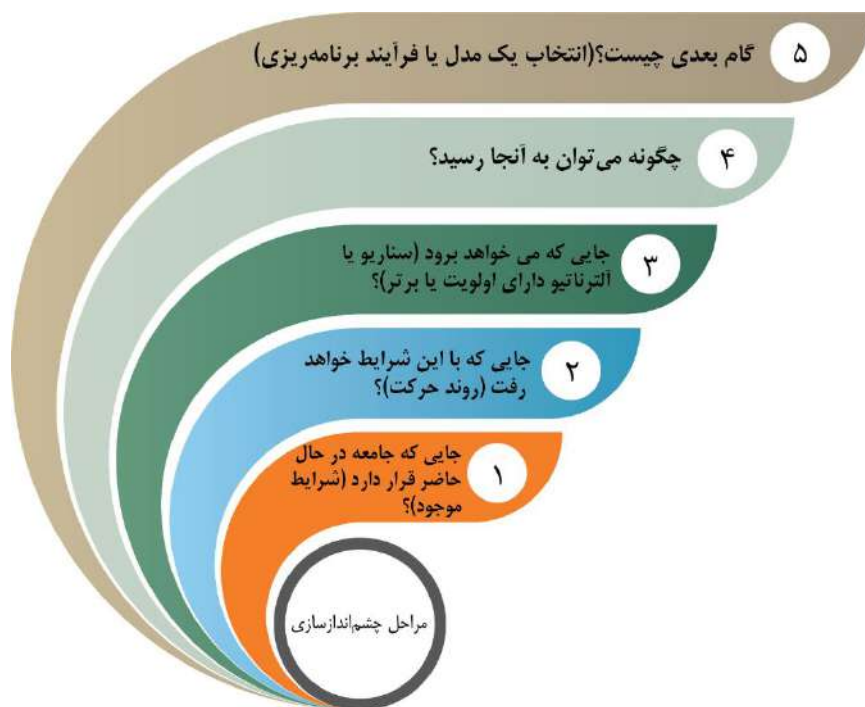 ۵
گام بعدی چیست؟(انتخاب یک مدل یا فرآیند برنامه‌ریزی)
۴
چگونه می‌توان به آنجا رسید؟
۳
جایی که می خواهد برود (سناریو یا
آلترناتیو دارای اولویت یا برتر)؟
۲
جایی که با این شرایط خواهد
رفت (روند حرکت)؟
۱
جایی که جامعه در حال
حاضر قرار دارد (شرایط
موجود)؟
مراحل چشم‌اندازسازی